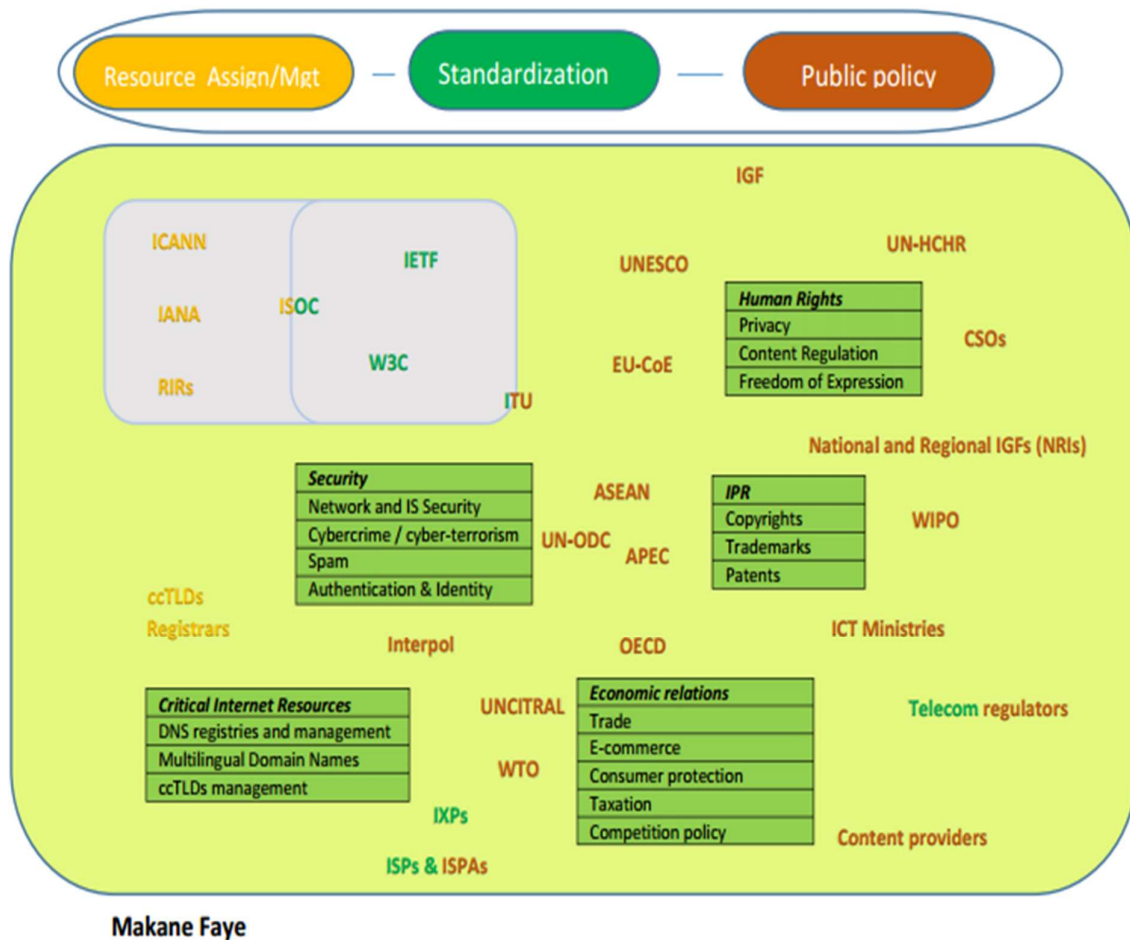 Resource Assign/Mgt
Standardization
Public policy
IGF
ICANN
IETF
UNESCO
UN-HCHR
IANA
ISOC
Human Rights
Privacy
Content Regulation
Freedom of Expression
CSOs
W3C
EU-CoE
RIRs
ITU
National and Regional IGFs (NRIs)
Security
Network and IS Security
Cybercrime / cyber-terrorism
Spam
Authentication & Identity
ASEAN
UN-ODC
APEC
IPR
Copyrights
Trademarks
Patents
WIPO
ccTLDs
Registrars
Interpol
OECD
ICT Ministries
Critical Internet Resources
DNS registries and management
Multilingual Domain Names
ccTLDs management
UNCITRAL
WTO
Economic relations
Trade
E-commerce
Consumer protection
Taxation
Competition policy
Telecom regulators
IXPs
ISPs & ISPAs
Content providers
Makane Faye